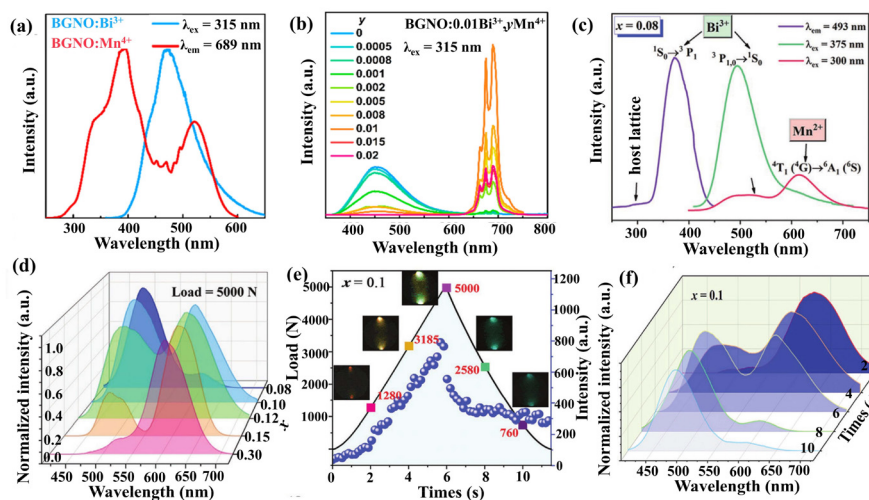 (a)
BGNO:Bi³⁺
BGNO:Mn⁴⁺
λex = 315 nm
λem = 689 nm
Intensity (a.u.)
300 400 500 600
Wavelength (nm)
(b)
y
0
0.0005
0.0008
0.001
0.002
0.005
0.008
0.01
0.015
0.02
BGNO:0.01Bi³⁺,yMn⁴⁺
λex = 315 nm
Intensity (a.u.)
400 500 600 700 800
Wavelength (nm)
(c)
x = 0.08
Bi³⁺
λem = 493 nm
λex = 375 nm
λex = 300 nm
¹S₀→³P₁
³P₁,₀→¹S₀
host lattice
Mn²⁺
⁴T₁ (⁴G)→⁶A₁ (⁶S)
Intensity (a.u.)
300 400 500 600 700
Wavelength (nm)
(d)
Load = 5000 N
Normalized intensity (a.u.)
1.0
0.8
0.6
0.4
0.2
0.0
0.08
0.10
0.12
0.15
0.30
x
450 500 550 600 650 700
Wavelength (nm)
(e)
x = 0.1
5000
3185
2580
1280
760
Load (N)
5000
4000
3000
2000
1000
0 2 4 6 8 10
Times (s)
1200
1000
800
600
400
200
0
Intensity (a.u.)
(f)
x = 0.1
Normalized intensity (a.u.)
2
4
6
8
10
Times (s)
450 500 550 600 650 700
Wavelength (nm)